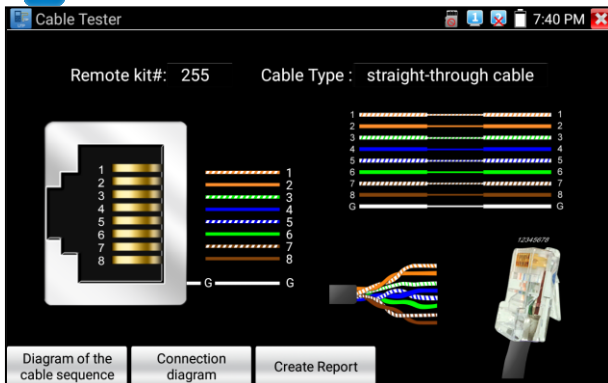 Cable Tester
1
7:40 PM
Remote kit#: 255
Cable Type : straight-through cable
1 1
2 2
3 3
4 4
5 5
6 6
7 7
8 8
G G
1 1
2 2
3 3
4 4
5 5
6 6
7 7
8 8
G G
12345678
Diagram of the
cable sequence
Connection
diagram
Create Report